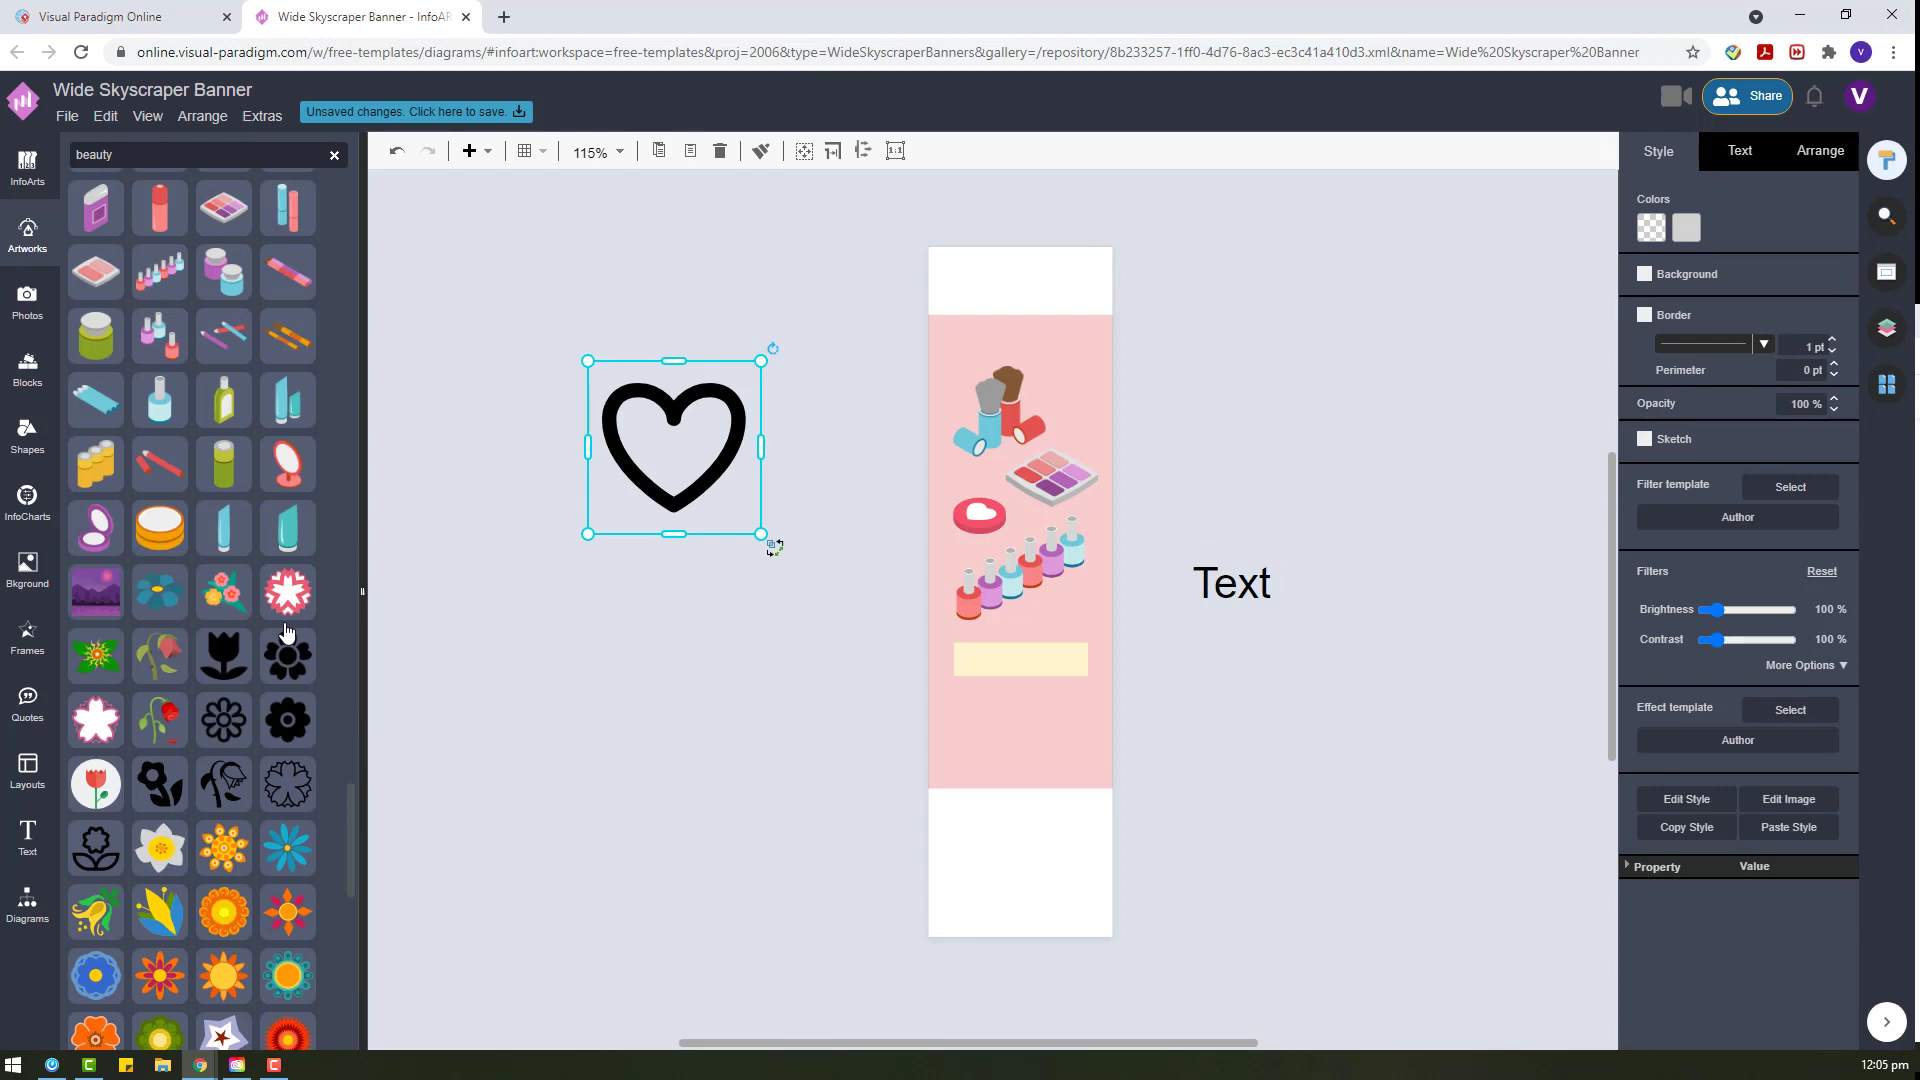 Visual Paradigm Online
Wide Skyscraper Banner - InfoAR
online.visual-paradigm.com/w/free-templates/diagrams/#infoart:workspace=free-templates&proj=2006&type=WideSkyscraperBanners&gallery=/repository/8b233257-1ff0-4d76-8ac3-ec3c41a410d3.xml&name=Wide%20Skyscraper%20Banner
V
Wide Skyscraper Banner
File Edit View Arrange Extras
Unsaved changes. Click here to save.
Share
V
InfoArts
Artworks
Photos
Blocks
Shapes
InfoCharts
Bkground
Frames
Quotes
Layouts
Text
Diagrams
beauty
115%
1:1
Text
Style Text Arrange
Colors
Background
Border
1 pt
Perimeter 0 pt
Opacity 100 %
Sketch
Filter template Select
Author
Filters Reset
Brightness 100 %
Contrast 100 %
More Options ▼
Effect template Select
Author
Edit Style Edit Image
Copy Style Paste Style
Property Value
12:05 pm